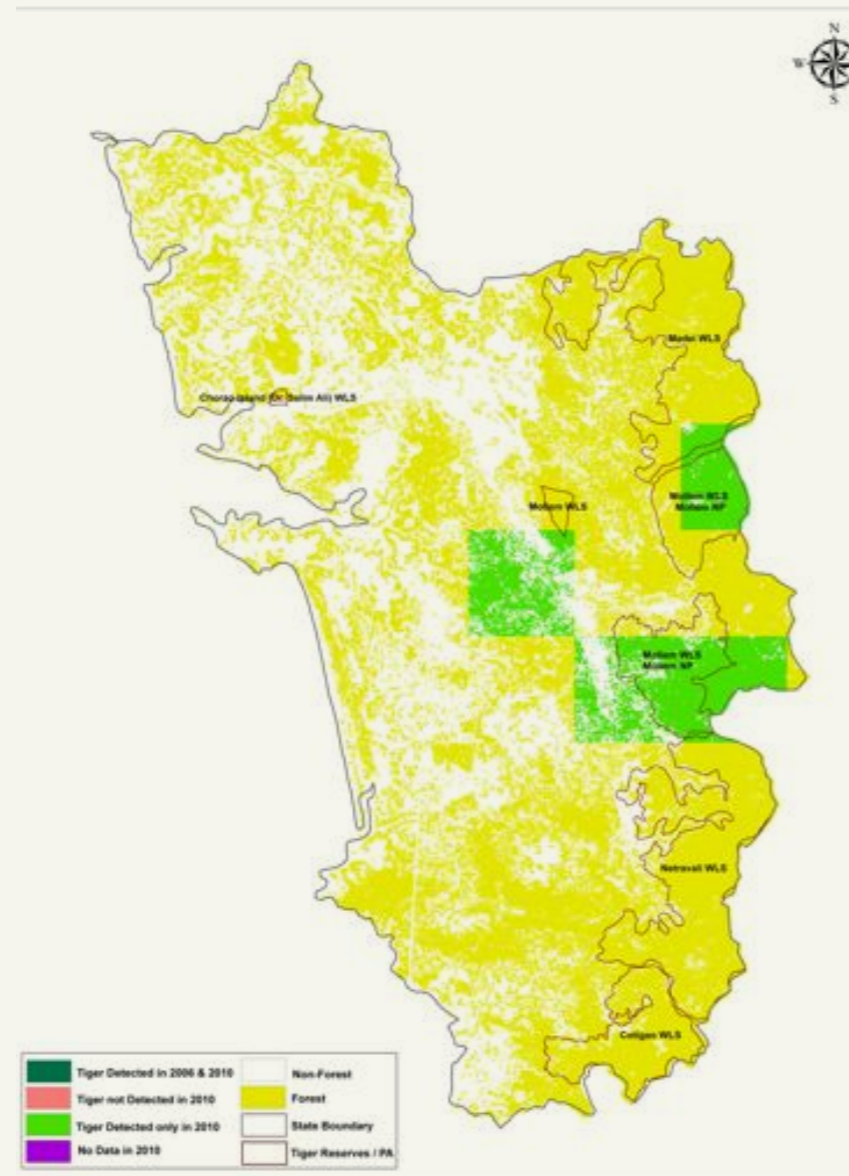 N
W
S
Madei WLS
Chorao Island (Dr. Salim Ali) WLS
Mollem WLS
Mollem NP
Mollem WLS
Mollem WLS
Mollem NP
Netravali WLS
Cotigao WLS
Tiger Detected in 2006 & 2010
Tiger not Detected in 2010
Tiger Detected only in 2010
No Data in 2010
Non-Forest
Forest
State Boundary
Tiger Reserves / PA